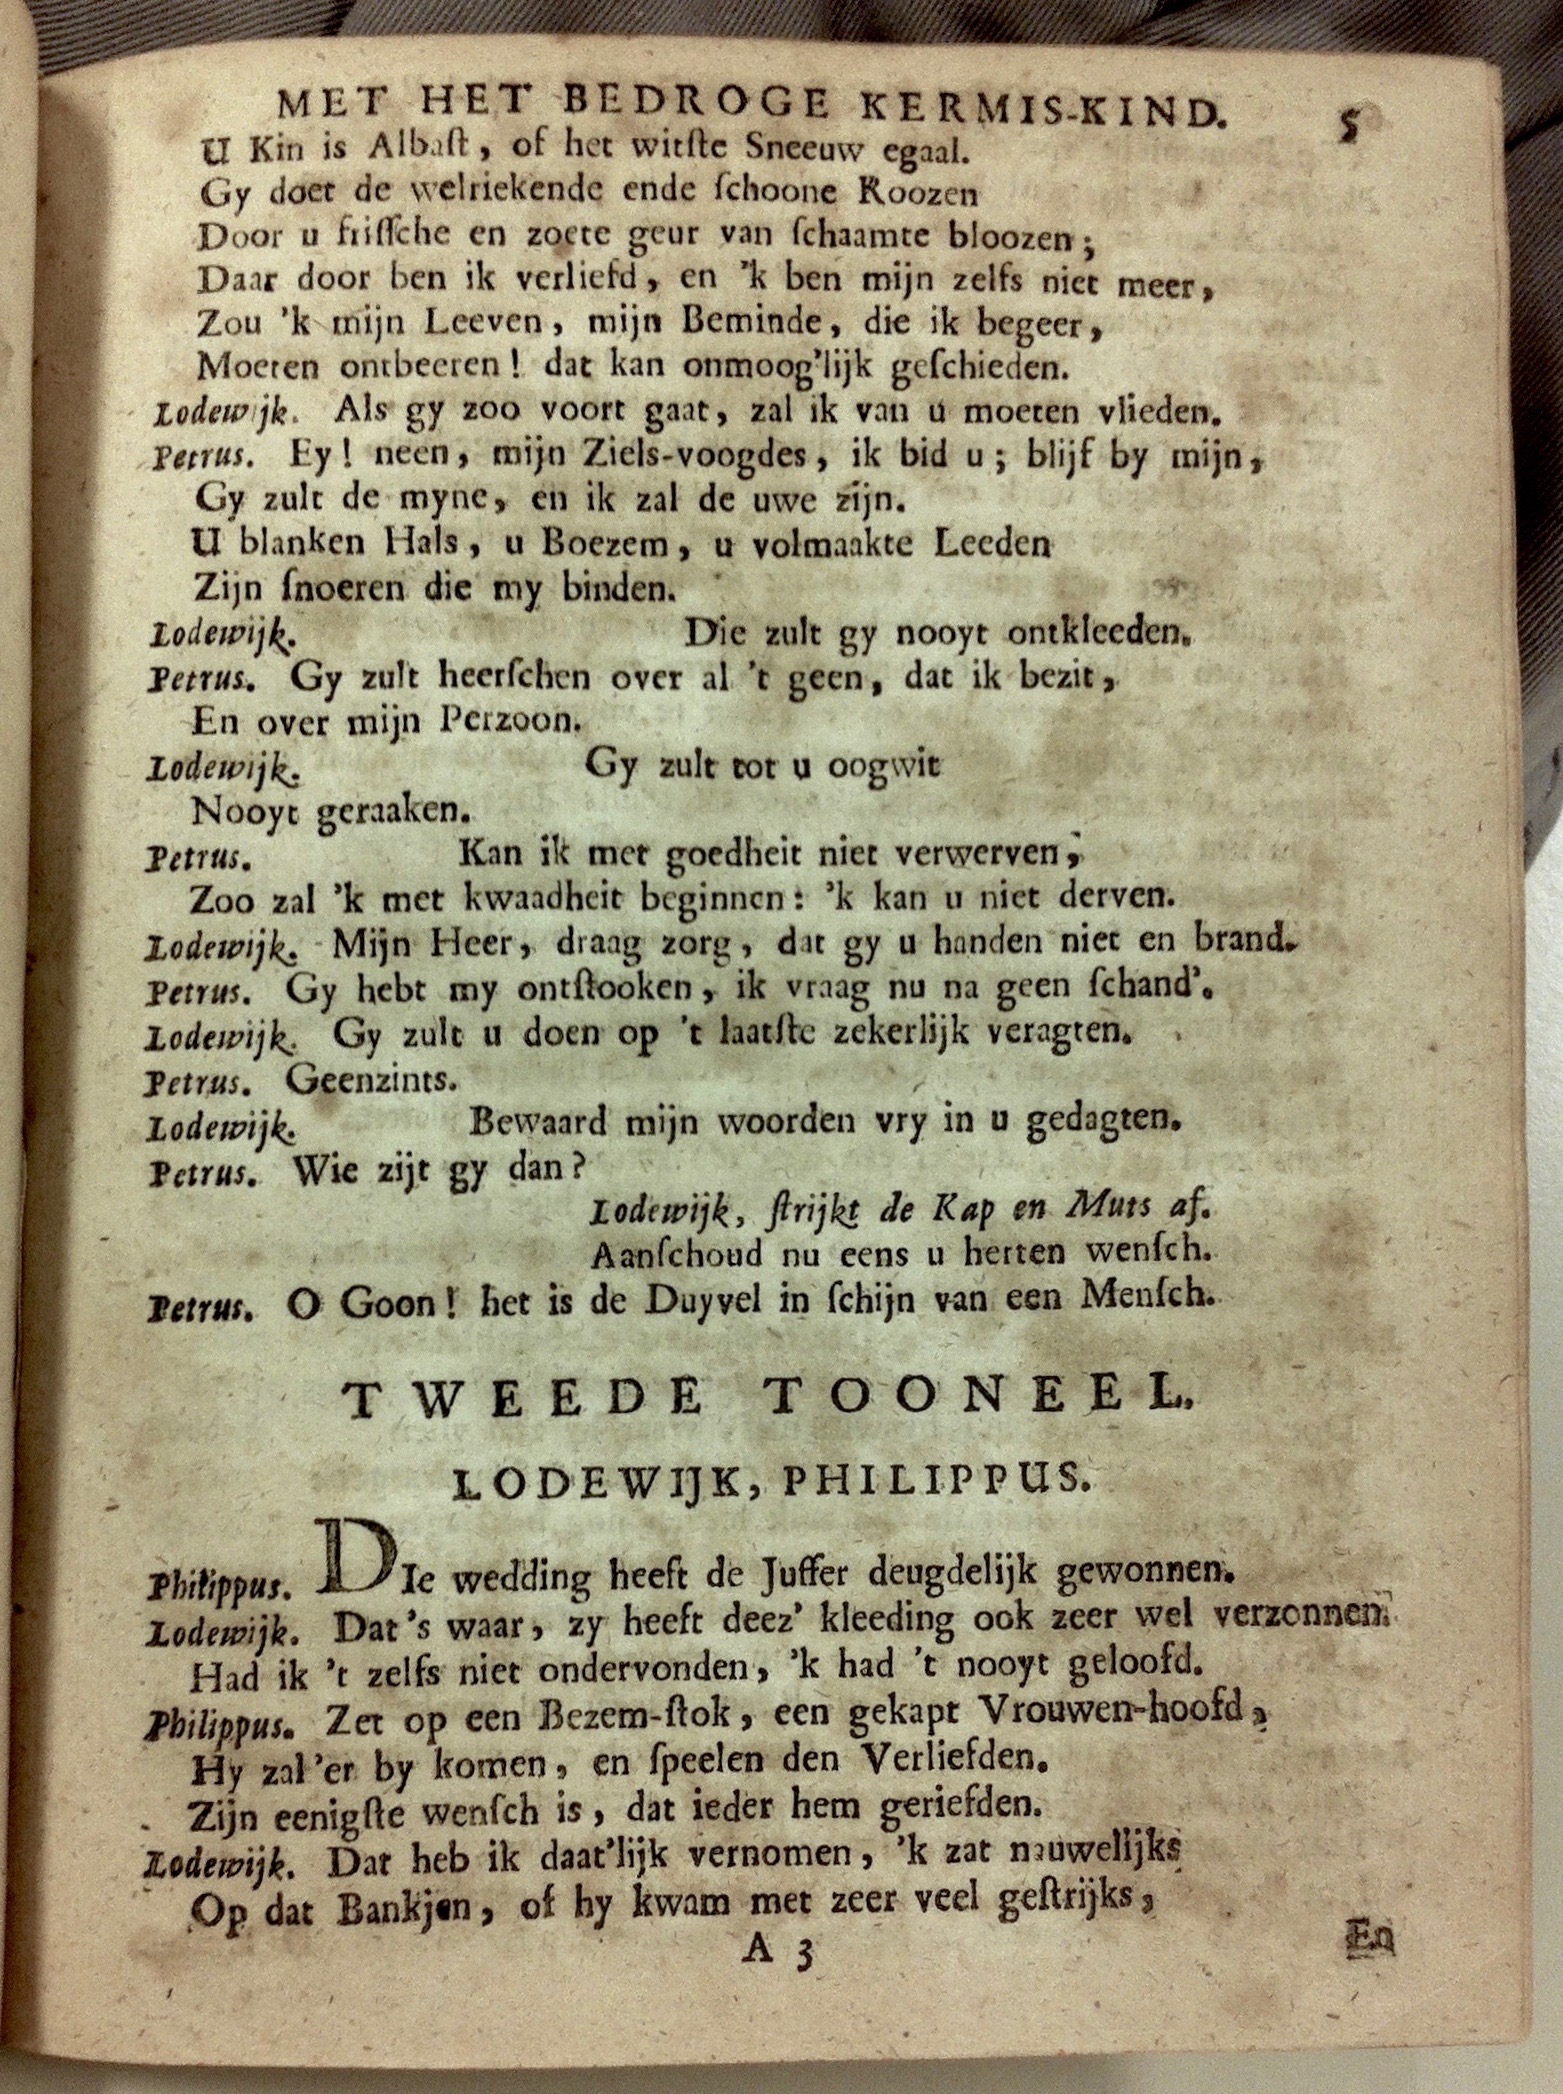 MET HET BEDROGE KERMIS-KIND. 5
U Kin is Albaſt, of het witſte Sneeuw egaal.
Gy doet de welriekende ende ſchoone Roozen
Door u friſſche en zoete geur van ſchaamte bloozen;
Daar door ben ik verliefd, en 'k ben mijn zelfs niet meer,
Zou 'k mijn Leeven, mijn Beminde, die ik begeer,
Moeten ontbeeren! dat kan onmoog'lijk geſchieden.
Lodewijk. Als gy zoo voort gaat, zal ik van u moeten vlieden.
Petrus. Ey! neen, mijn Ziels-voogdes, ik bid u; blijf by mijn,
Gy zult de myne, en ik zal de uwe zijn.
U blanken Hals, u Boezem, u volmaakte Leeden
Zijn ſnoeren die my binden.
Lodewijk. Die zult gy nooyt ontkleeden.
Petrus. Gy zult heerſchen over al 't geen, dat ik bezit,
En over mijn Perzoon.
Lodewijk. Gy zult tot u oogwit
Nooyt geraaken.
Petrus. Kan ik met goedheit niet verwerven,
Zoo zal 'k met kwaadheit beginnen: 'k kan u niet derven.
Lodewijk. Mijn Heer, draag zorg, dat gy u handen niet en brand.
Petrus. Gy hebt my ontſtooken, ik vraag nu na geen ſchand'.
Lodewijk. Gy zult u doen op 't laatſte zekerlijk veragten.
Petrus. Geenzints.
Lodewijk. Bewaard mijn woorden vry in u gedagten.
Petrus. Wie zijt gy dan?
Lodewijk, ſtrijkt de Kap en Muts af.
Aanſchoud nu eens u herten wenſch.
Petrus. O Goon! het is de Duyvel in ſchijn van een Menſch.
TWEEDE TOONEEL.
LODEWIJK, PHILIPPUS.
Philippus. DIe wedding heeft de Juffer deugdelijk gewonnen.
Lodewijk. Dat 's waar, zy heeft deez' kleeding ook zeer wel verzonnen.
Had ik 't zelfs niet ondervonden, 'k had 't nooyt geloofd.
Philippus. Zet op een Bezem-ſtok, een gekapt Vrouwen-hoofd,
Hy zal'er by komen, en ſpeelen den Verliefden.
Zijn eenigſte wenſch is, dat ieder hem geriefden.
Lodewijk. Dat heb ik daat'lijk vernomen, 'k zat nauwelijks
Op dat Bankjen, of hy kwam met zeer veel geſtrijks,
A 3 En